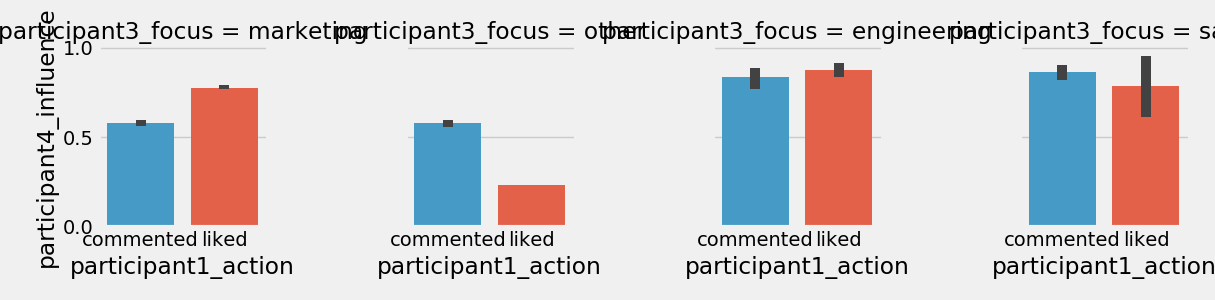 participant3_focus = marketing
participant3_focus = other
participant3_focus = engineering
participant3_focus = sa
participant4_influence
1.0
0.5
0.0
commented liked
commented liked
commented liked
commented liked
participant1_action
participant1_action
participant1_action
participant1_action